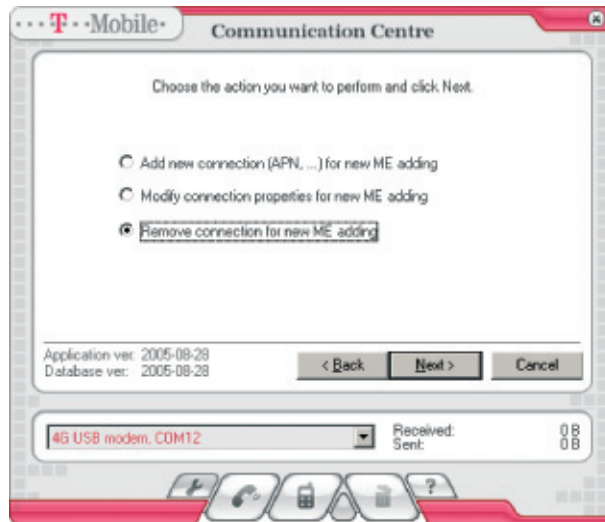 T··Mobile·
Communication Centre
Choose the action you want to perform and click Next.
Add new connection (APN, ...) for new ME adding
Modify connection properties for new ME adding
Remove connection for new ME adding
Application ver: 2005-08-28
Database ver: 2005-08-28
< Back
Next >
Cancel
4G USB modem, COM12
Received: 0 B
Sent: 0 B
?